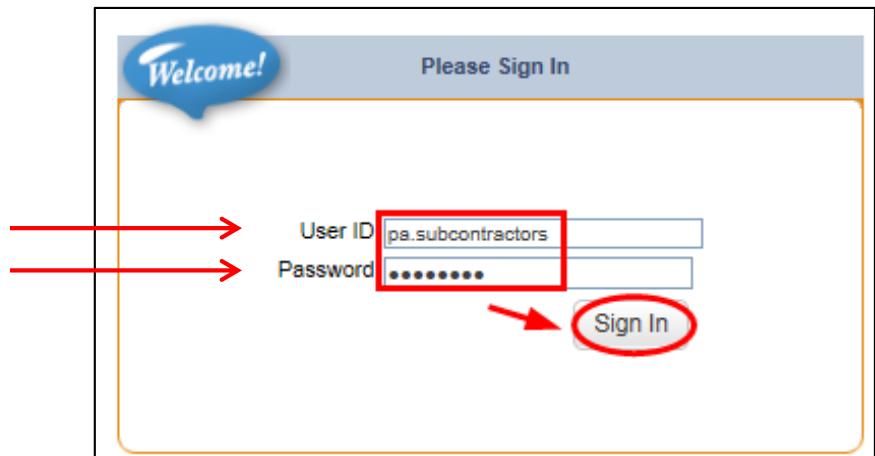 Welcome!
Please Sign In
User ID pa.subcontractors
Password ••••••••
Sign In